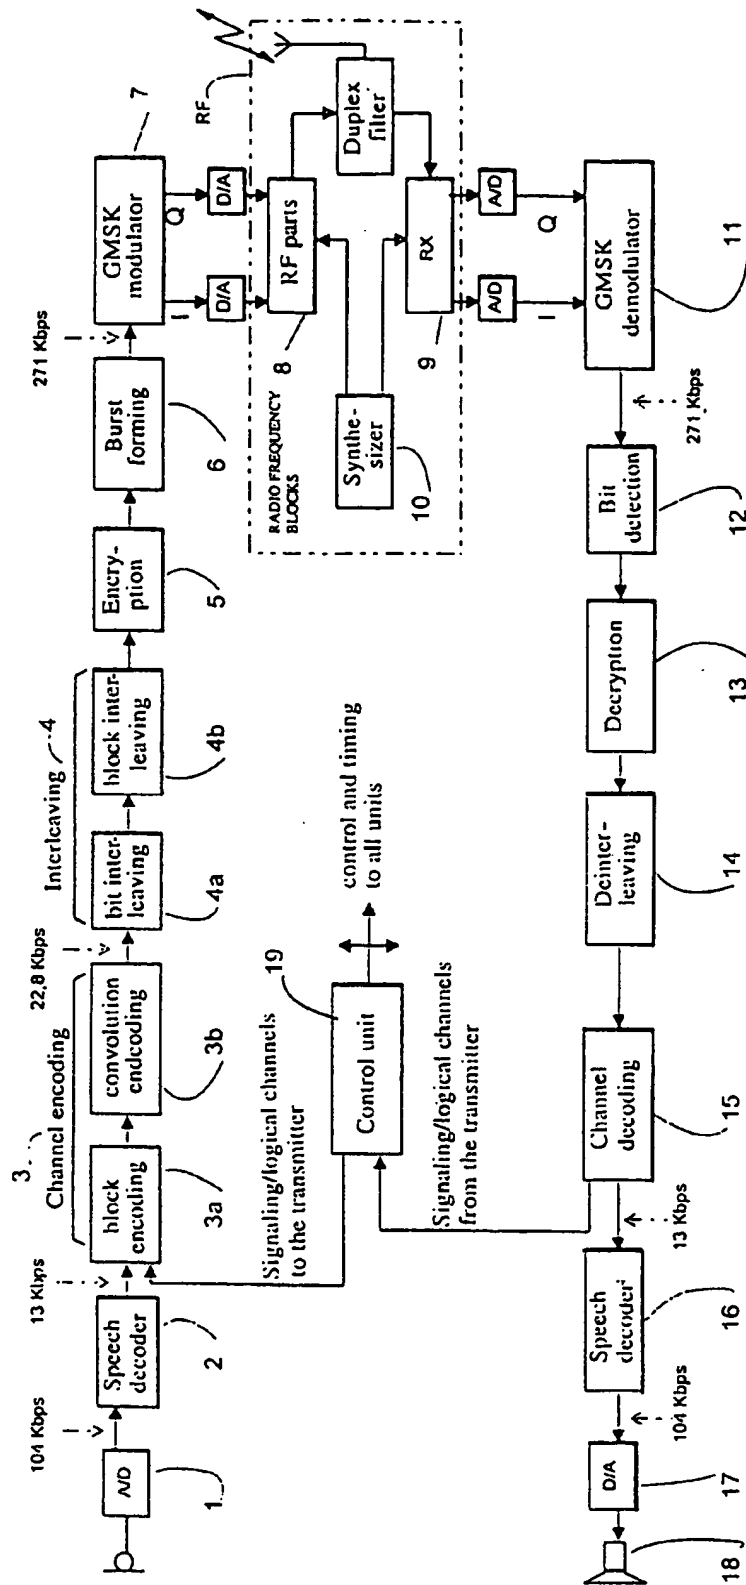 3
Channel encoding
Interleaving 4
104 Kbps
13 Kbps
22,8 Kbps
271 Kbps
A/D
Speech
decoder
block
encoding
convolution
endcoding
bit inter-
leaving
block inter-
leaving
Encryp-
tion
Burst
forming
GMSK
modulator
1
2
3a
3b
4a
4b
5
6
7
I
Q
D/A
D/A
RF
RADIO FREQUENCY
BLOCKS
RF parts
8
Duplex
filter
Synthe-
sizer
10
RX
9
A/D
A/D
I
Q
Signaling/logical channels
to the transmitter
19
Control unit
control and timing
to all units
Signaling/logical channels
from the transmitter
D/A
Speech
decoder
Channel
decoding
Deinter-
leaving
Decryption
Bit
detection
GMSK
demodulator
104 Kbps
13 Kbps
271 Kbps
18
17
16
15
14
13
12
11